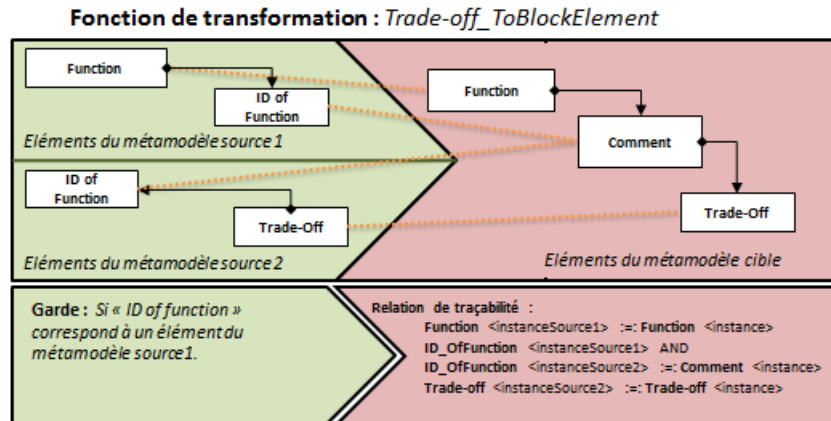 Fonction de transformation : Trade-off_ToBlockElement
Function
ID of
Function
Eléments du métamodèle source 1
ID of
Function
Trade-Off
Eléments du métamodèle source 2
Function
Comment
Trade-Off
Eléments du métamodèle cible
Garde : Si « ID of function »
correspond à un élément du
métamodèle source1.
Relation de traçabilité :
Function <instanceSource1> :=: Function <instance>
ID_OfFunction <instanceSource1> AND
ID_OfFunction <instanceSource2> :=: Comment <instance>
Trade-off <instanceSource2> :=: Trade-off <instance>